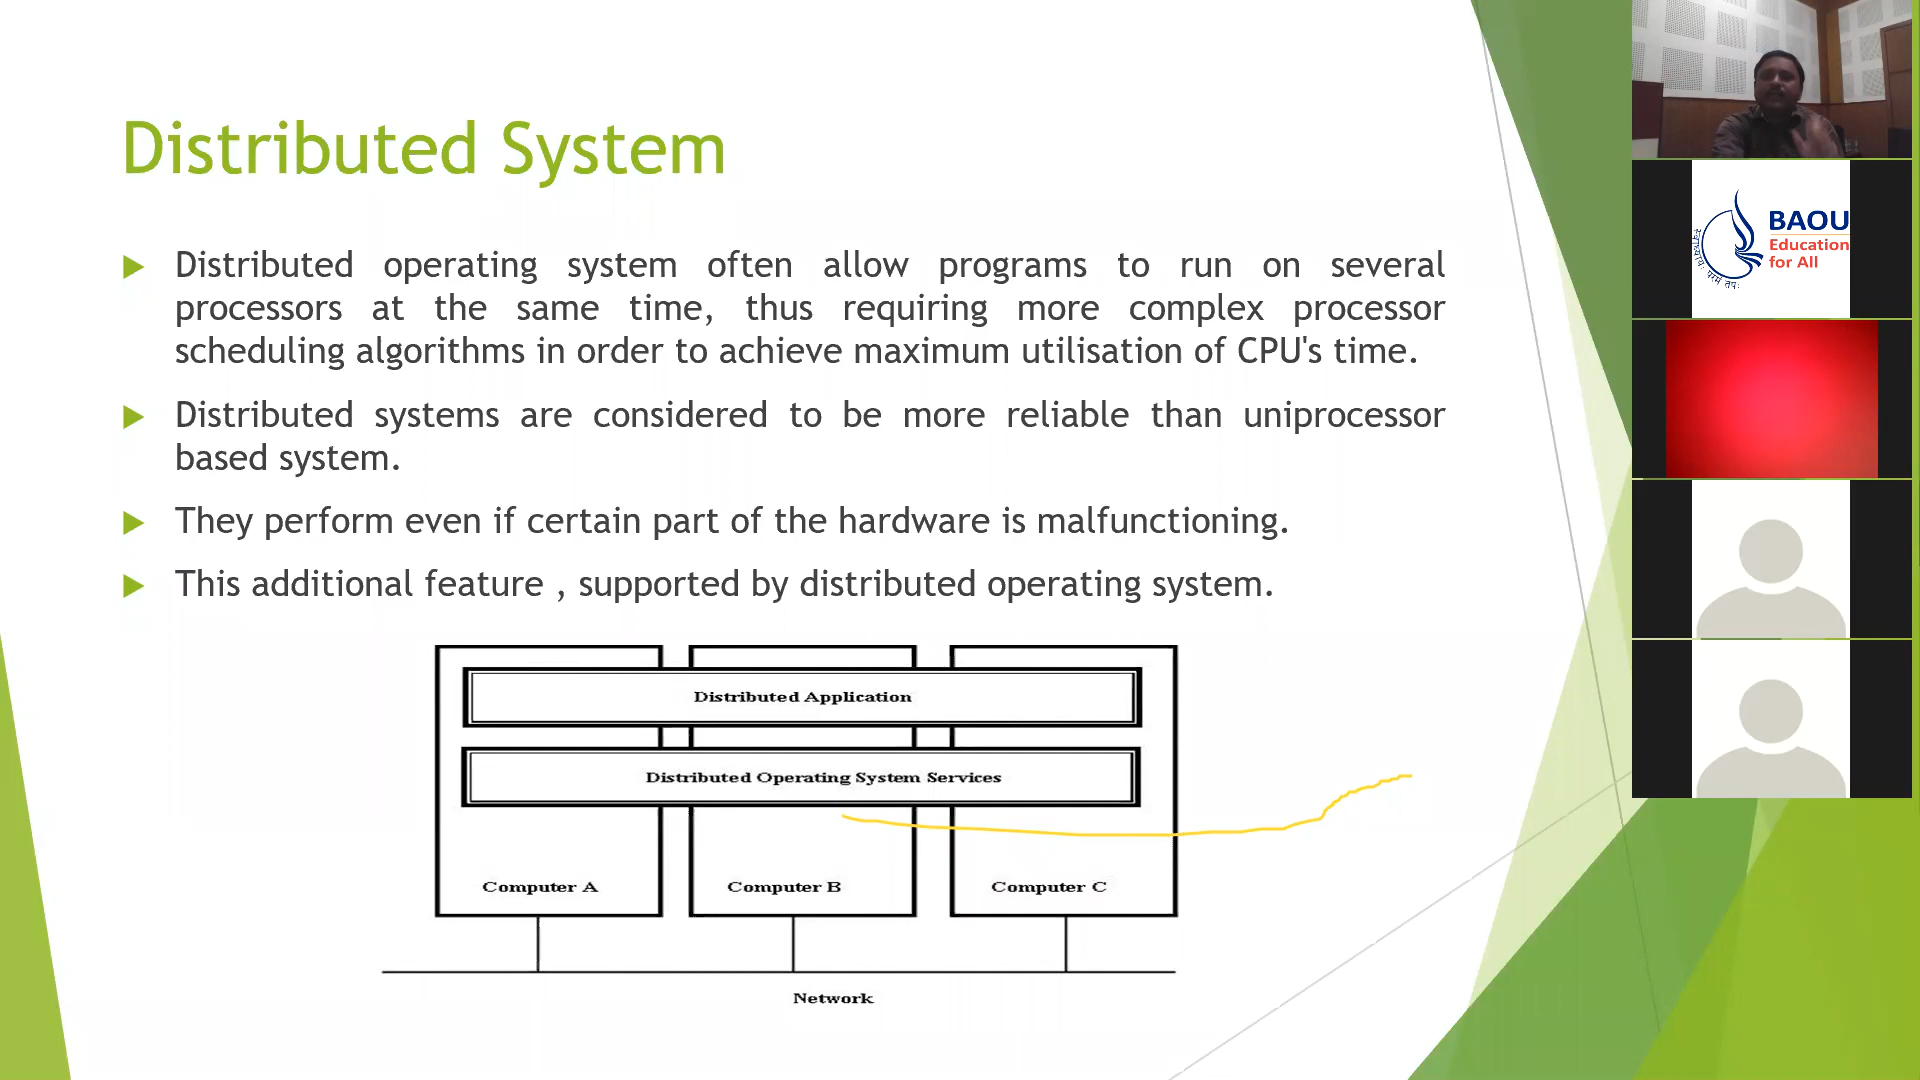 Distributed System
Distributed operating system often allow programs to run on several
processors at the same time, thus requiring more complex processor
scheduling algorithms in order to achieve maximum utilisation of CPU's time.
Distributed systems are considered to be more reliable than uniprocessor
based system.
They perform even if certain part of the hardware is malfunctioning.
This additional feature , supported by distributed operating system.
Distributed Application
Distributed Operating System Services
Computer A
Computer B
Computer C
Network
BAOU
Education
for All